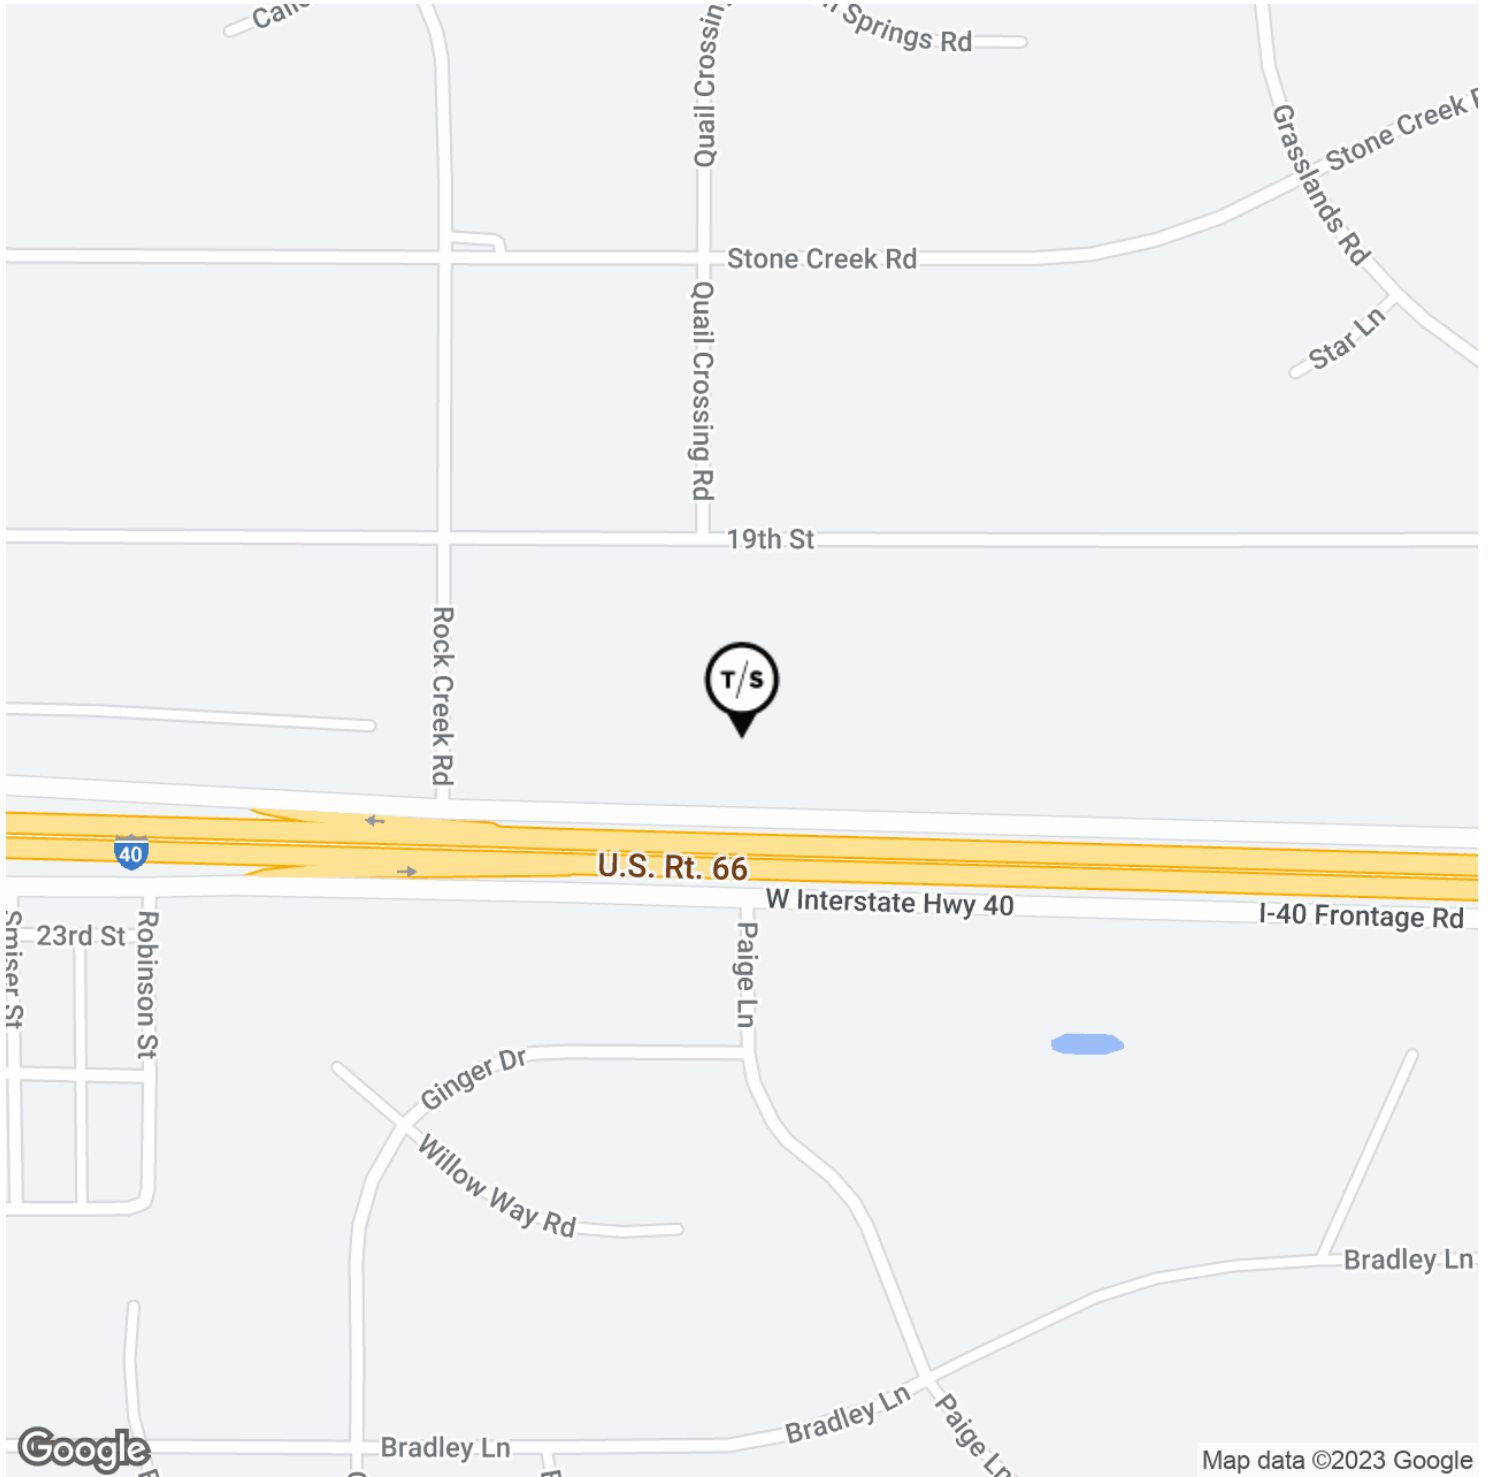 Springs Rd
Quail Crossin
Grasslands Rd
Stone Creek
Stone Creek Rd
Quail Crossing Rd
Star Ln
19th St
Rock Creek Rd
T/S
40
U.S. Rt. 66
W Interstate Hwy 40
I-40 Frontage Rd
Smiser St
23rd St
Robinson St
Paige Ln
Ginger Dr
Willow Way Rd
Bradley Ln
Bradley Ln
Paige Ln
Bradley Ln
Google
Map data ©2023 Google